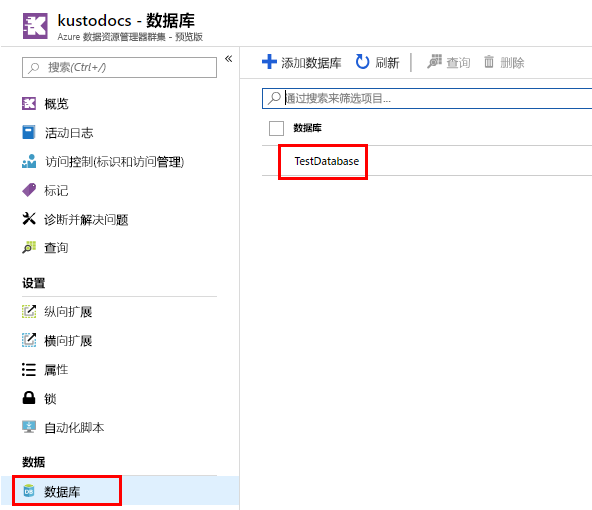 kustodocs - 数据库
Azure 数据资源管理器群集 - 预览版
搜索(Ctrl+/)
«
概览
活动日志
访问控制(标识和访问管理)
标记
诊断并解决问题
查询
设置
纵向扩展
横向扩展
属性
锁
自动化脚本
数据
数据库
添加数据库 刷新 查询 删除
通过搜索来筛选项目...
数据库
TestDatabase